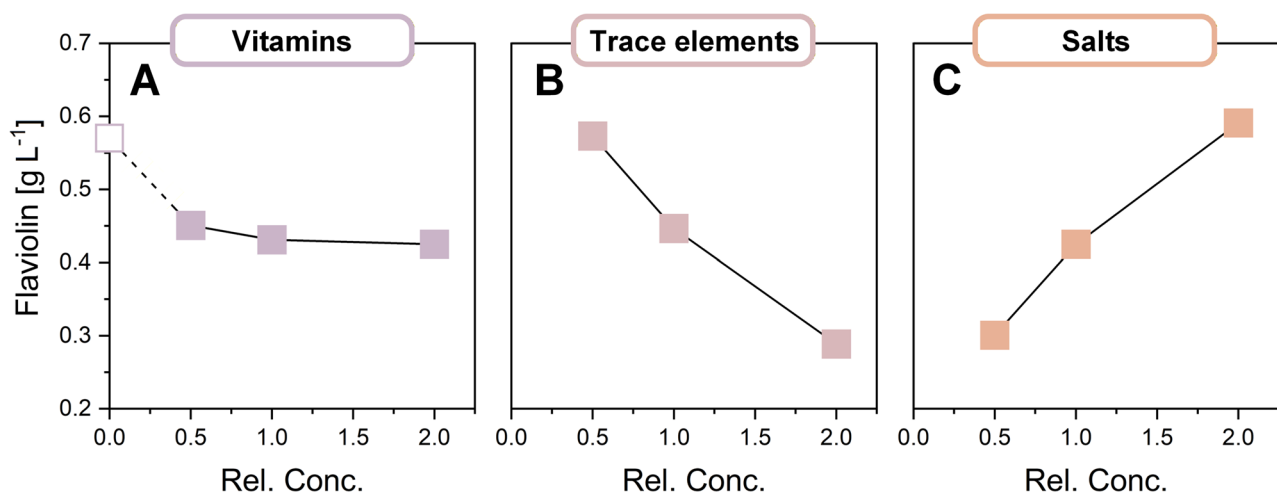 Vitamins
Trace elements
Salts
A
B
C
Flaviolin [g L⁻¹]
0.7
0.6
0.5
0.4
0.3
0.2
0.0 0.5 1.0 1.5 2.0
0.0 0.5 1.0 1.5 2.0
0.0 0.5 1.0 1.5 2.0
Rel. Conc.
Rel. Conc.
Rel. Conc.